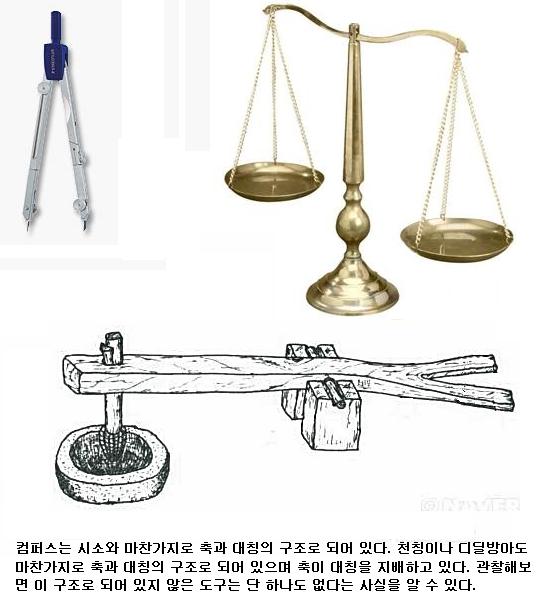 @NAVER
컴퍼스는 시소와 마찬가지로 축과 대칭의 구조로 되어 있다. 천칭이나 디딜방아도
마찬가지로 축과 대칭의 구조로 되어 있으며 축이 대칭을 지배하고 있다. 관찰해보
면 이 구조로 되어 있지 않은 도구는 단 하나도 없다는 사실을 알 수 있다.